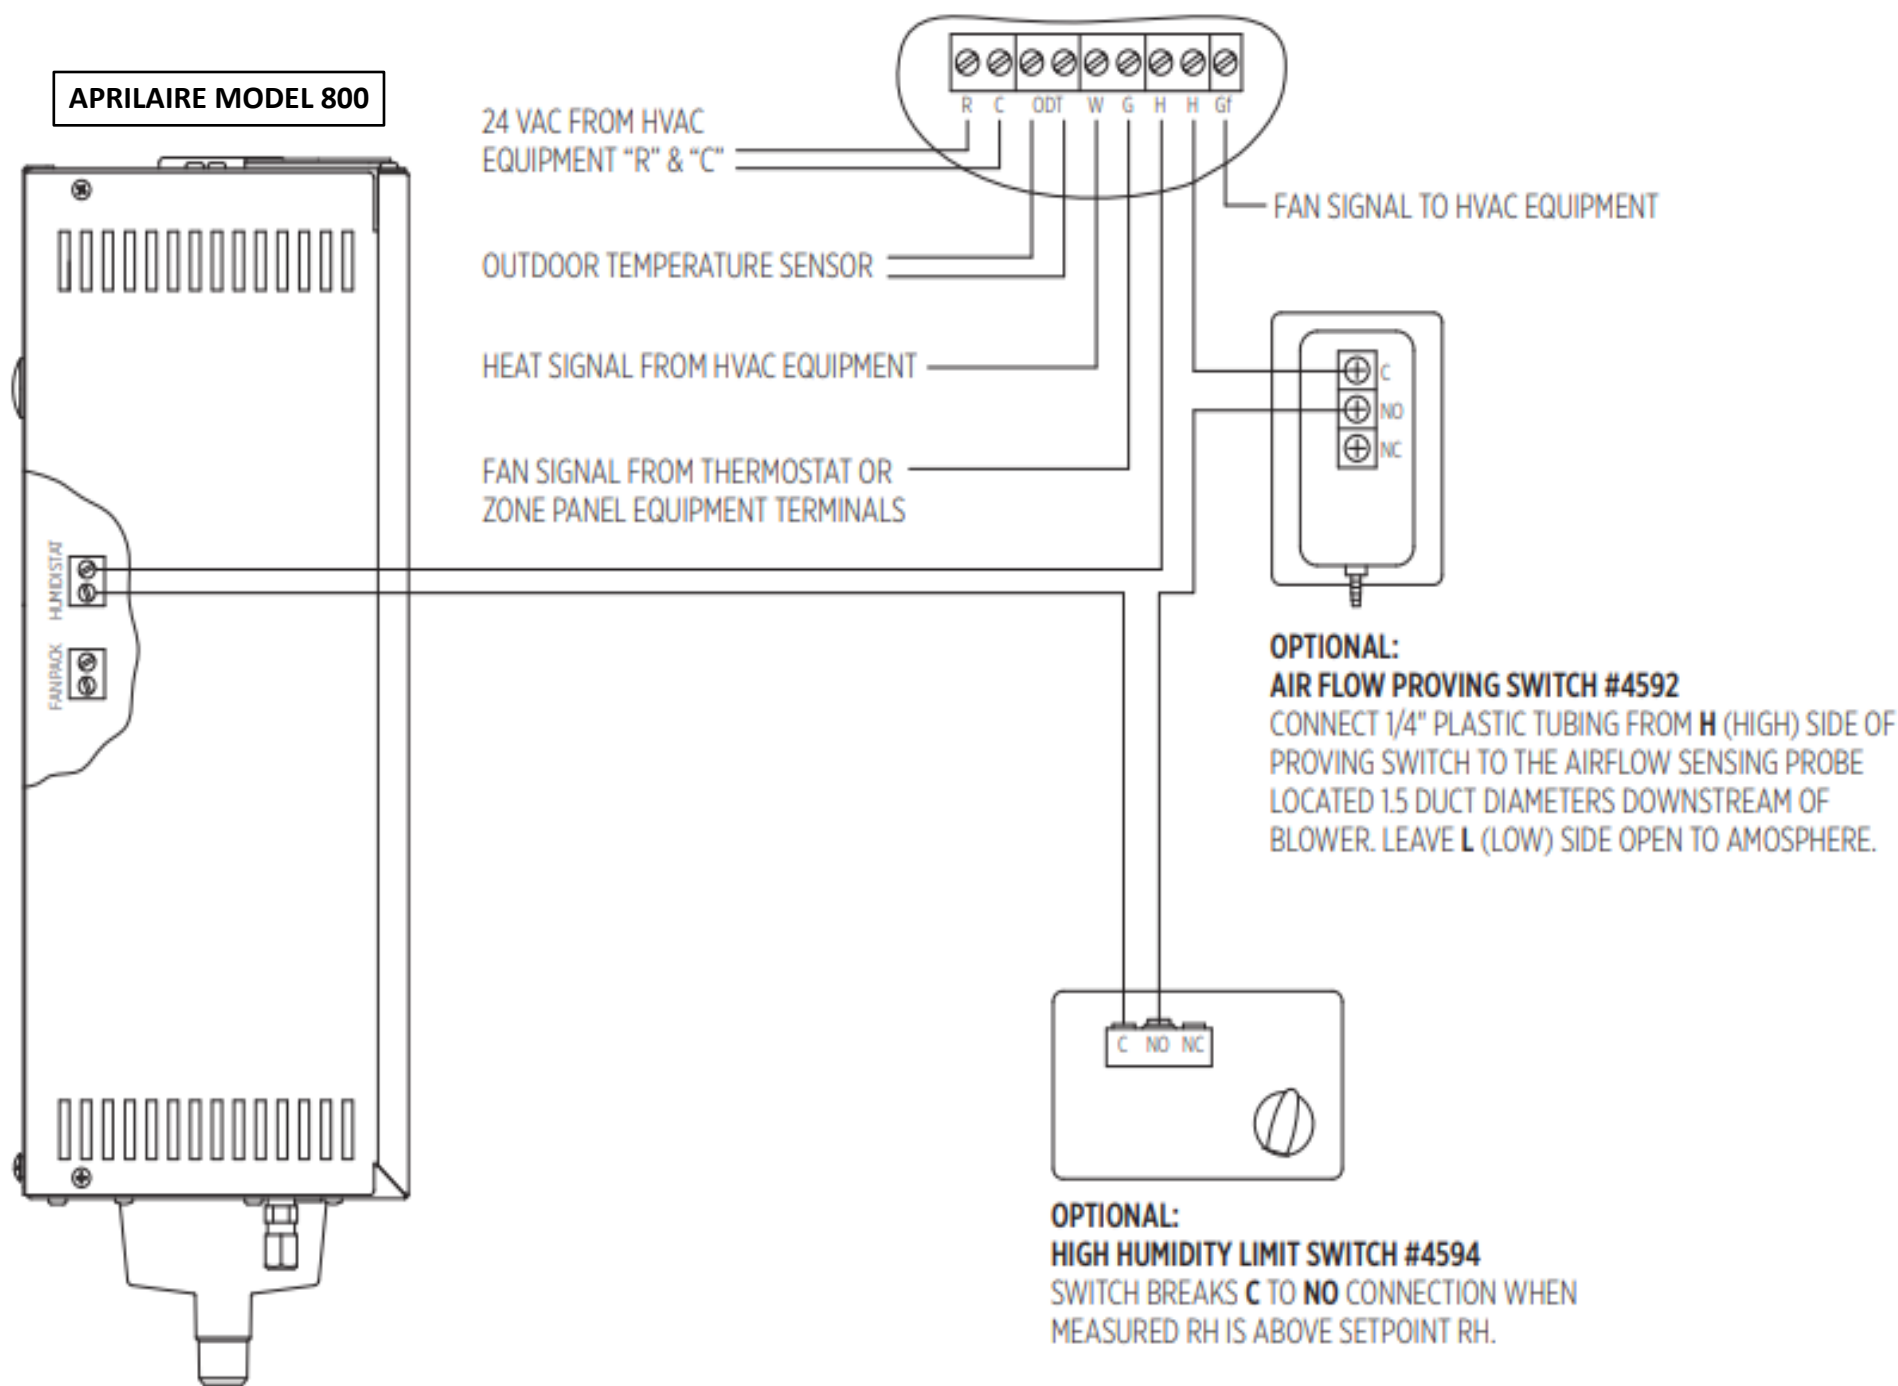 APRILAIRE MODEL 800
R C ODT W G H H Gf
24 VAC FROM HVAC
EQUIPMENT “R” & “C”
FAN SIGNAL TO HVAC EQUIPMENT
OUTDOOR TEMPERATURE SENSOR
HEAT SIGNAL FROM HVAC EQUIPMENT
FAN SIGNAL FROM THERMOSTAT OR
ZONE PANEL EQUIPMENT TERMINALS
C
NO
NC
HUMIDISTAT
FAN PACK
OPTIONAL:
AIR FLOW PROVING SWITCH #4592
CONNECT 1/4" PLASTIC TUBING FROM H (HIGH) SIDE OF
PROVING SWITCH TO THE AIRFLOW SENSING PROBE
LOCATED 1.5 DUCT DIAMETERS DOWNSTREAM OF
BLOWER. LEAVE L (LOW) SIDE OPEN TO AMOSPHERE.
C NO NC
OPTIONAL:
HIGH HUMIDITY LIMIT SWITCH #4594
SWITCH BREAKS C TO NO CONNECTION WHEN
MEASURED RH IS ABOVE SETPOINT RH.